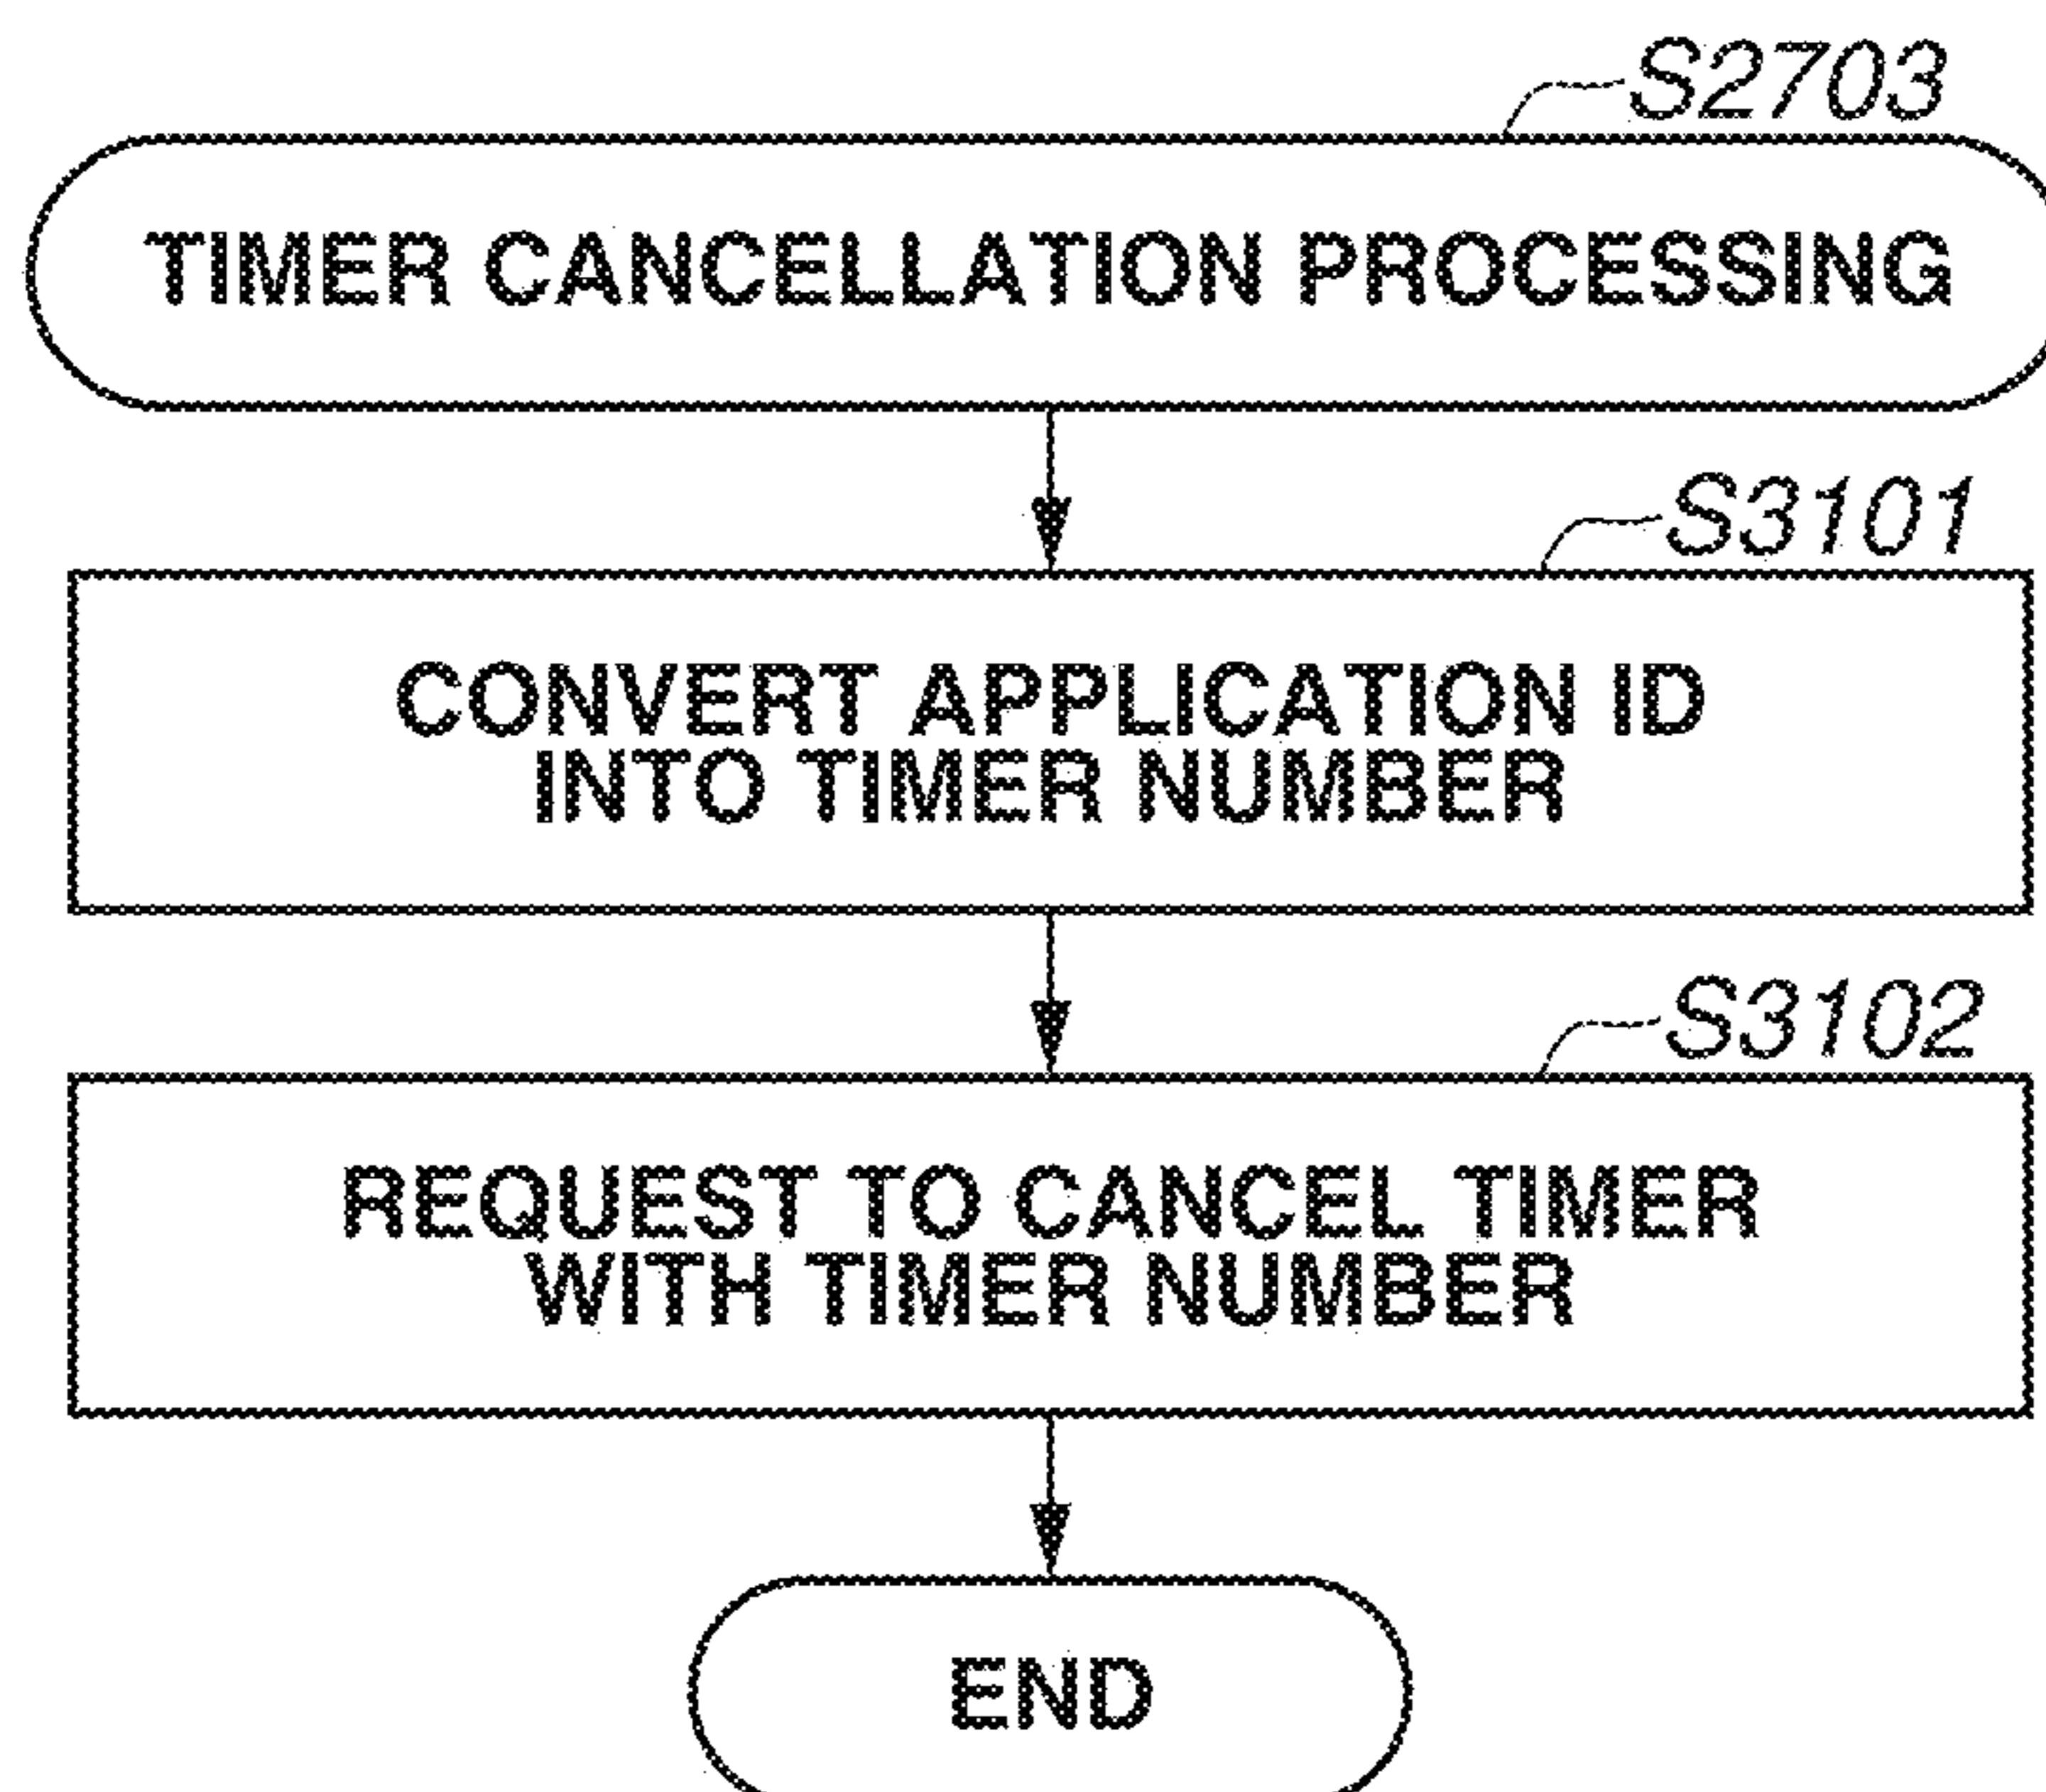 S2703
TIMER CANCELLATION PROCESSING
S3101
CONVERT APPLICATION ID
INTO TIMER NUMBER
S3102
REQUEST TO CANCEL TIMER
WITH TIMER NUMBER
END